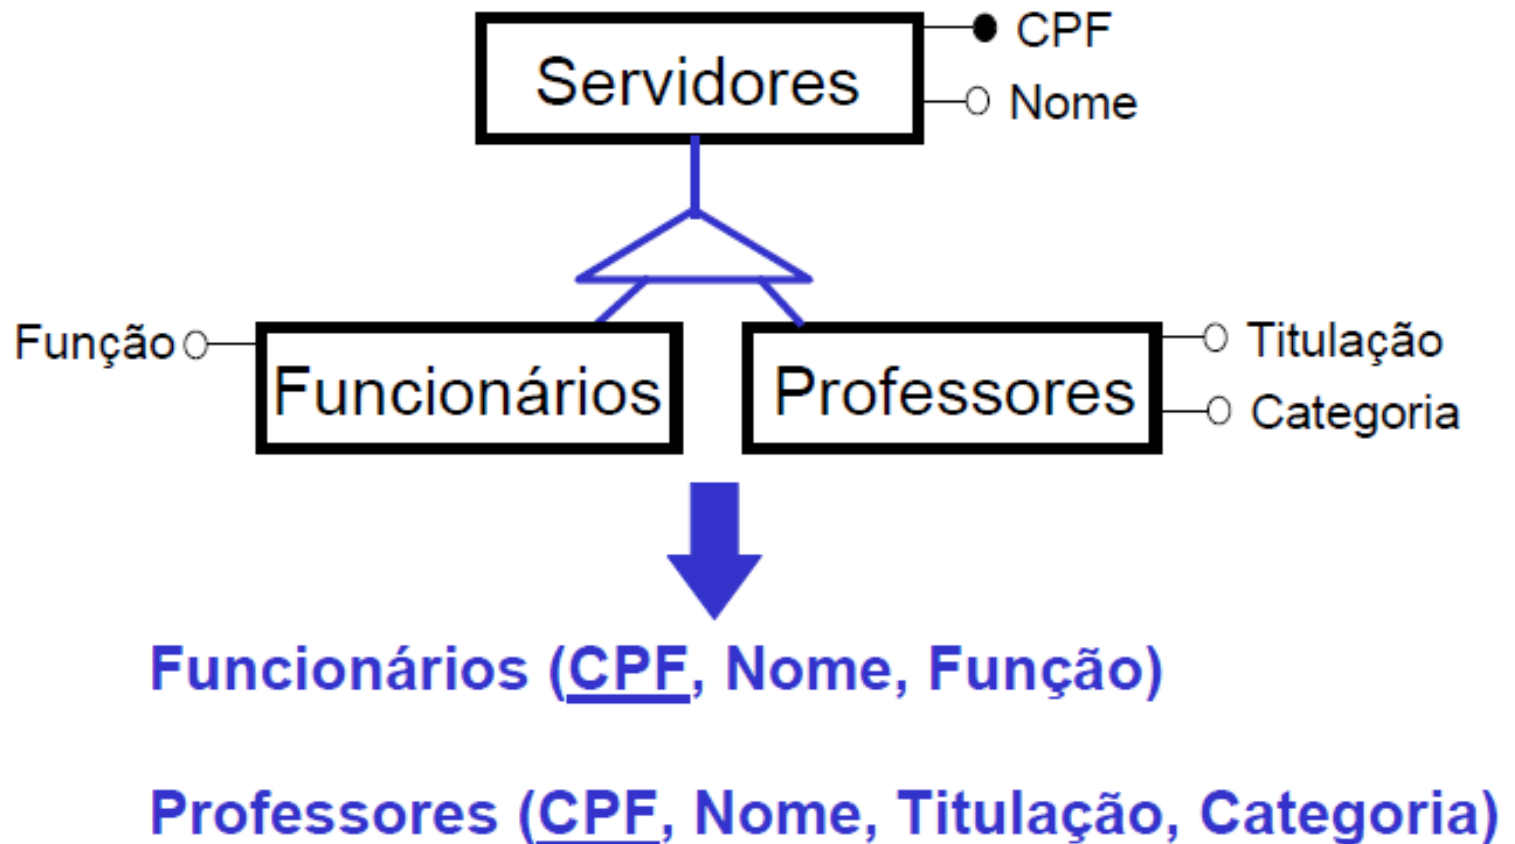 CPF
Servidores
Nome
Função
Titulação
Funcionários
Professores
Categoria
Funcionários (CPF, Nome, Função)
Professores (CPF, Nome, Titulação, Categoria)